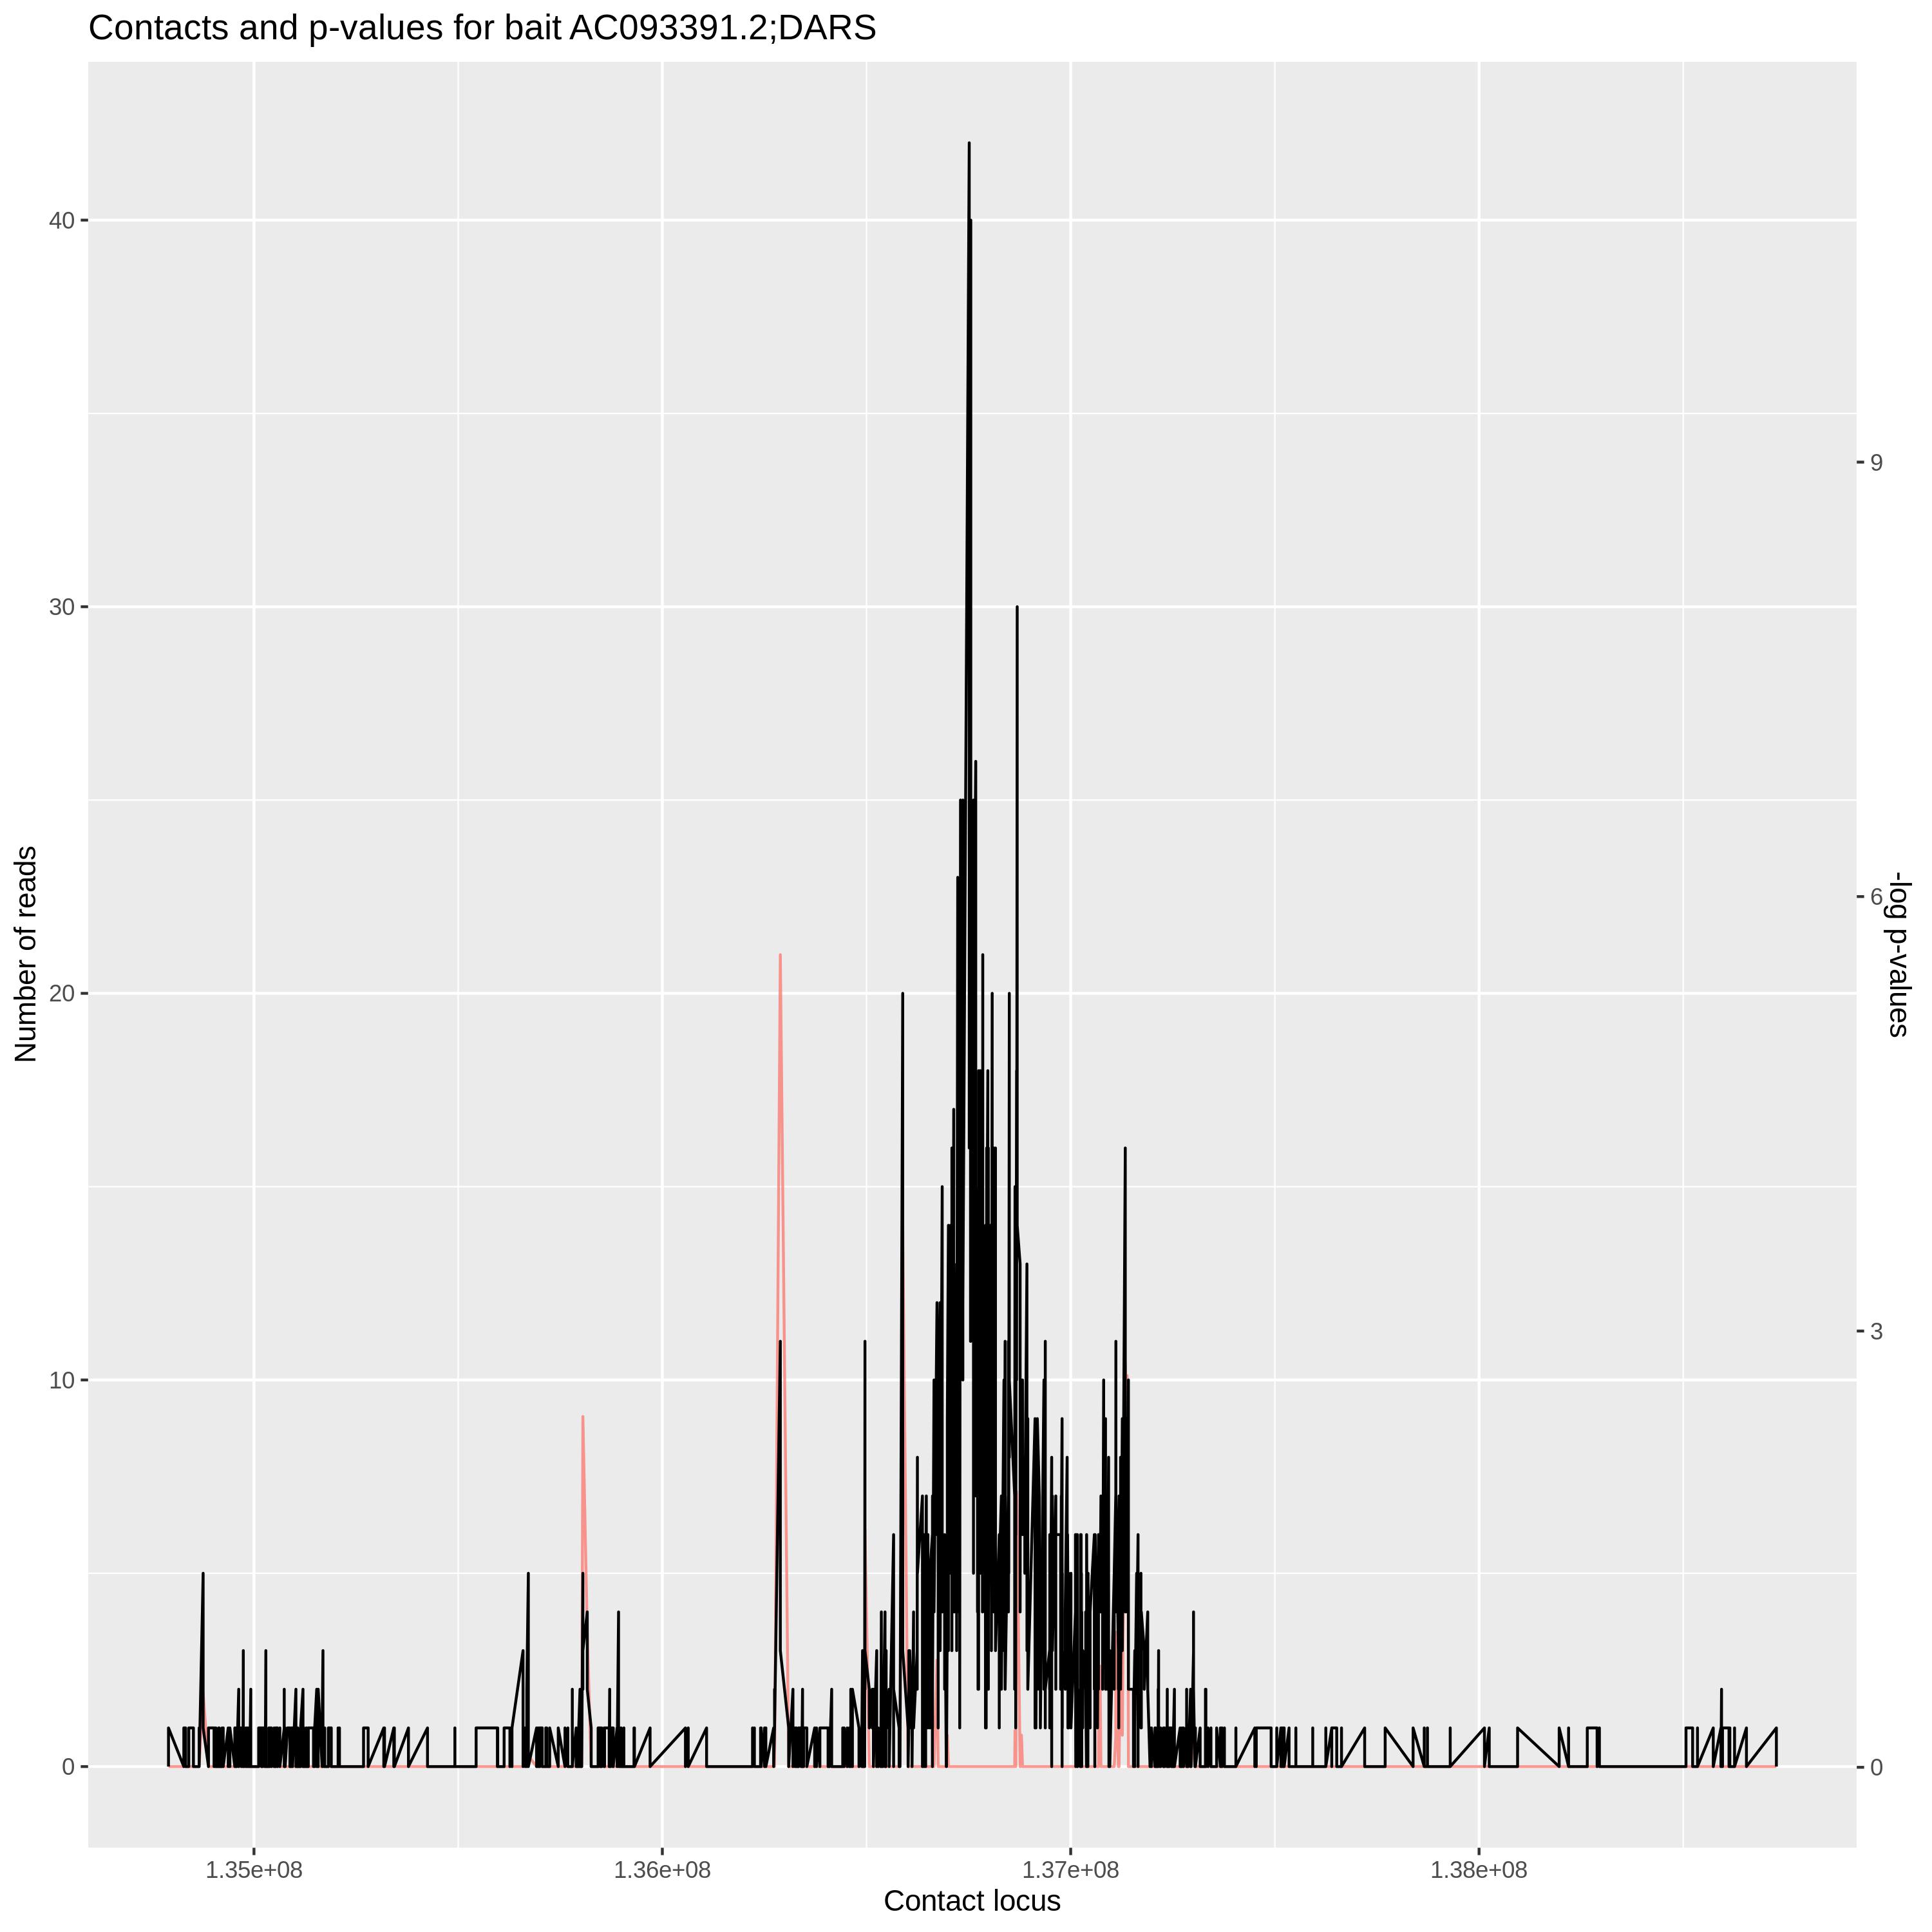 Contacts and p-values for bait AC093391.2;DARS
40
30
20
10
0
Number of reads
9
6
3
0
-log p-values
1.35e+08
1.36e+08
1.37e+08
1.38e+08
Contact locus